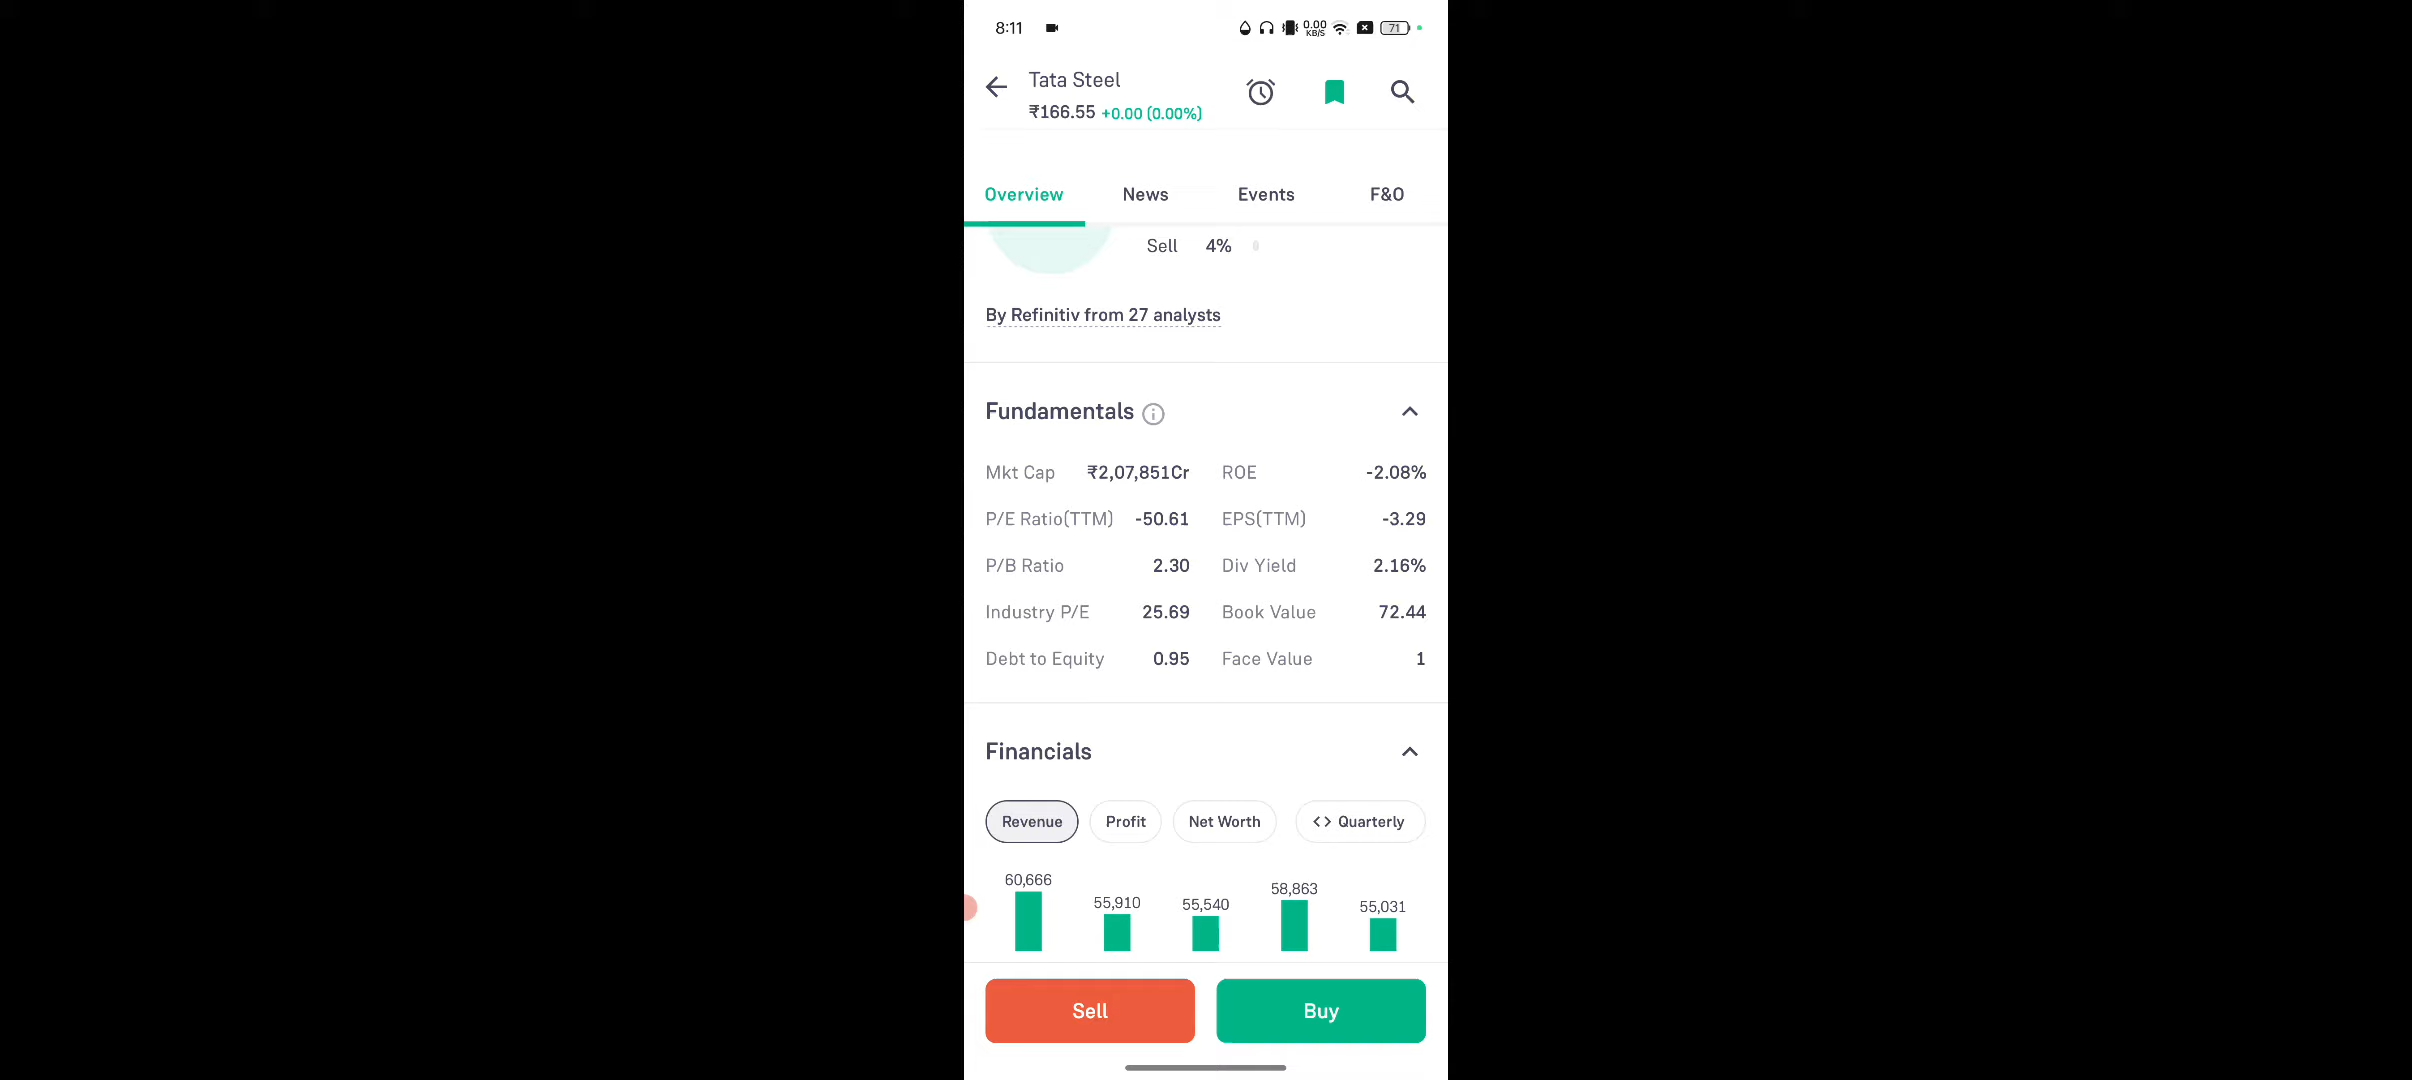 8:11
0.00
KB/S
71
Tata Steel
₹166.55 +0.00 (0.00%)
Overview News Events F&O
Sell 4%
By Refinitiv from 27 analysts
Fundamentals
Mkt Cap ₹2,07,851Cr ROE -2.08%
P/E Ratio(TTM) -50.61 EPS(TTM) -3.29
P/B Ratio 2.30 Div Yield 2.16%
Industry P/E 25.69 Book Value 72.44
Debt to Equity 0.95 Face Value 1
Financials
Revenue Profit Net Worth <> Quarterly
60,666 55,910 55,540 58,863 55,031
Sell Buy